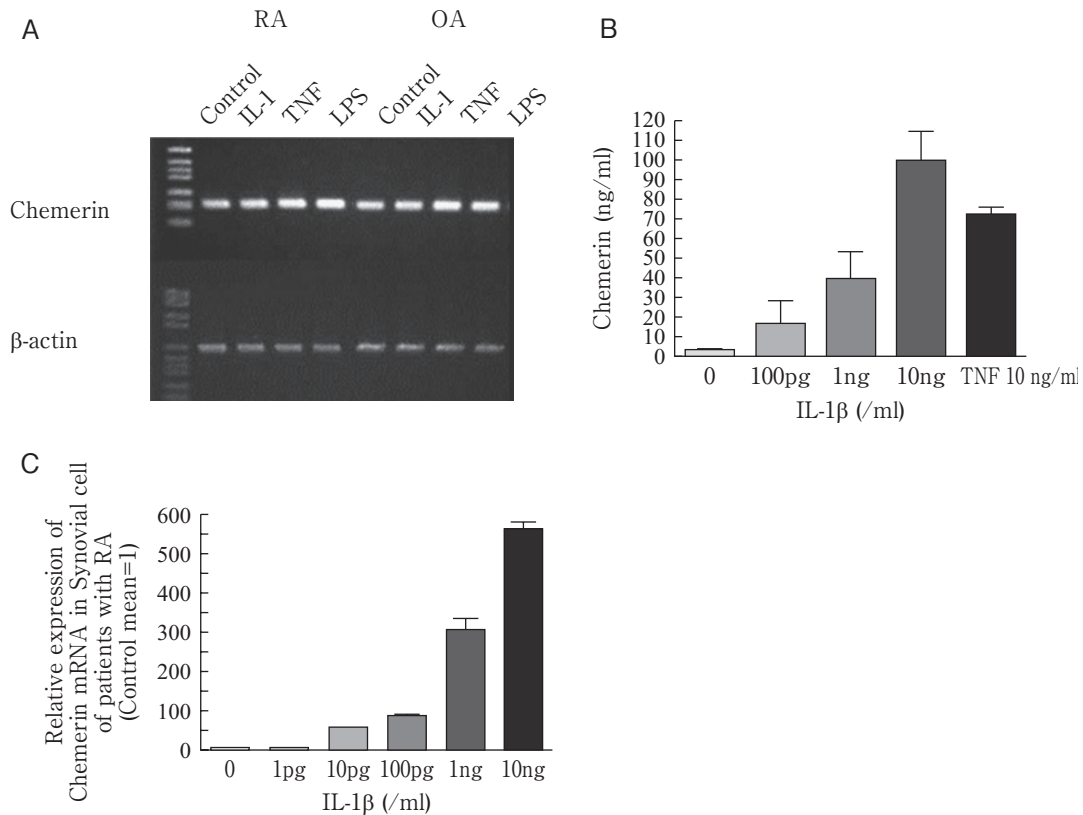 A
RA
OA
Control
IL-1
TNF
LPS
Control
IL-1
TNF
LPS
Chemerin
β-actin
B
Chemerin (ng/ml)
120
110
100
90
80
70
60
50
40
30
20
10
0
0
100pg
1ng
10ng
TNF 10 ng/ml
IL-1β (/ml)
C
Relative expression of
Chemerin mRNA in Synovial cell
of patients with RA
(Control mean=1)
600
500
400
300
200
100
0
0
1pg
10pg
100pg
1ng
10ng
IL-1β (/ml)